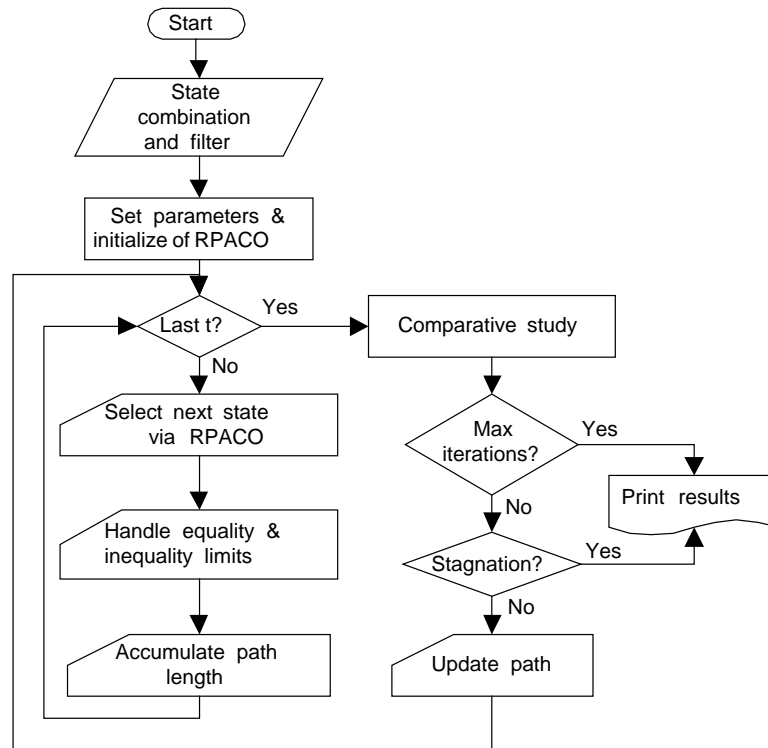 Start
State
combination
and filter
Set parameters &
initialize of RPACO
Last t?
Yes
No
Comparative study
Select next state
via RPACO
Max
iterations?
Yes
No
Print results
Handle equality &
inequality limits
Stagnation?
Yes
No
Accumulate path
length
Update path